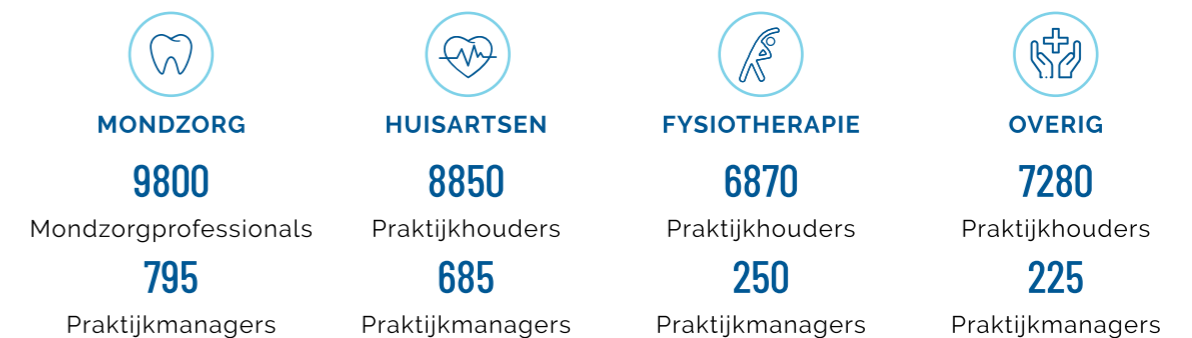 MONDZORG
9800
Mondzorgprofessionals
795
Praktijkmanagers
HUISARTSEN
8850
Praktijkhouders
685
Praktijkmanagers
FYSIOTHERAPIE
6870
Praktijkhouders
250
Praktijkmanagers
OVERIG
7280
Praktijkhouders
225
Praktijkmanagers